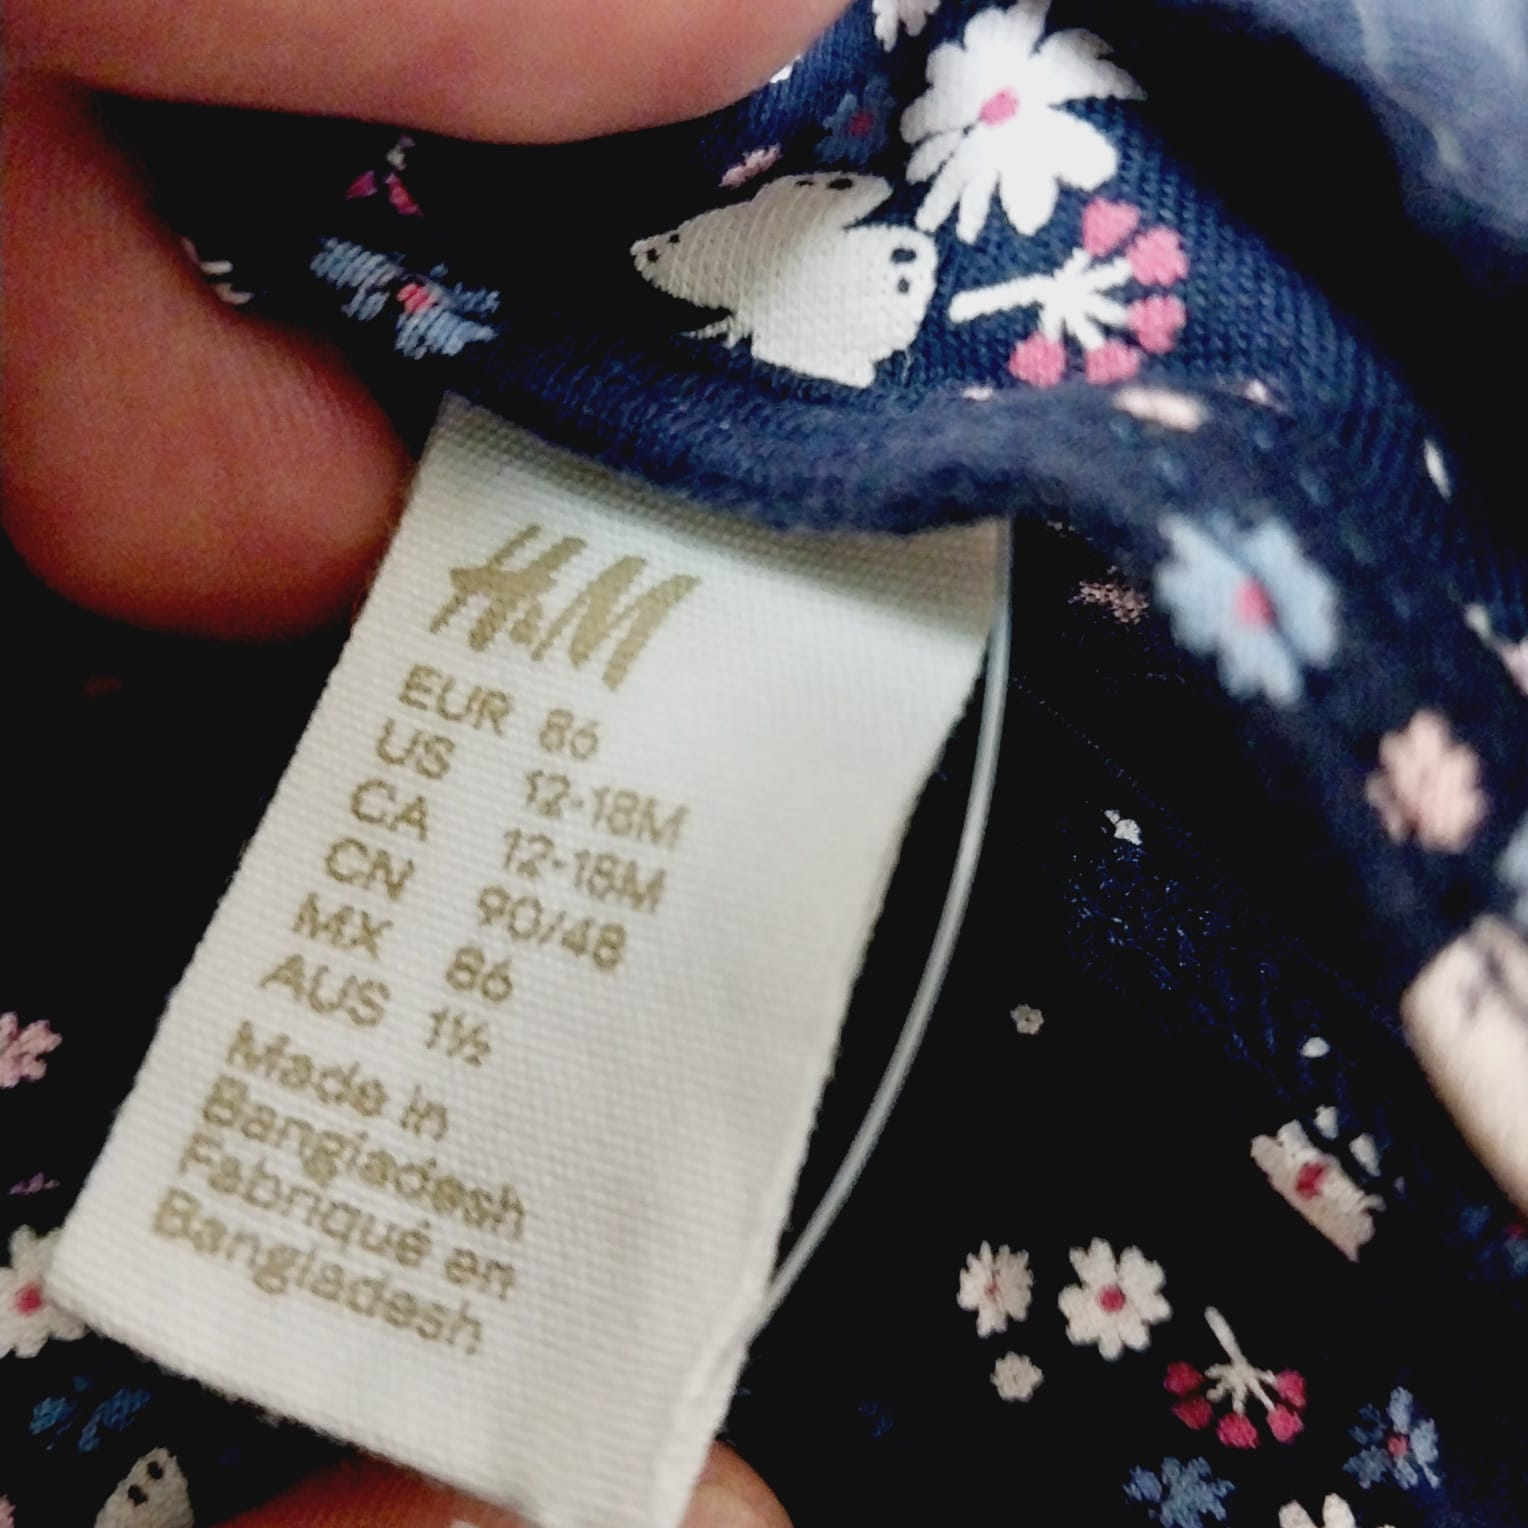 H&M
EUR 86
US 12-18M
CA 12-18M
CN 90/48
MX 86
AUS 1½
Made in
Bangladesh
Fabriqué en
Bangladesh